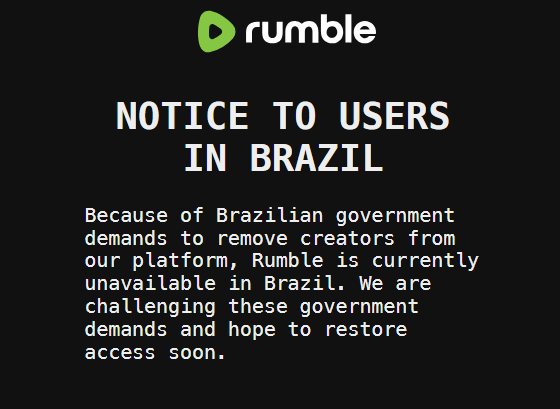 rumble
NOTICE TO USERS
IN BRAZIL
Because of Brazilian government
demands to remove creators from
our platform, Rumble is currently
unavailable in Brazil. We are
challenging these government
demands and hope to restore
access soon.